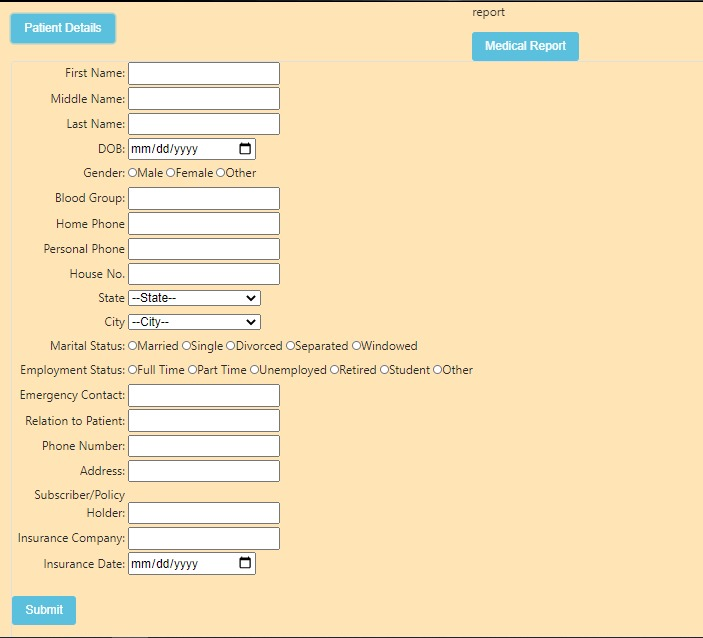 report
Patient Details
Medical Report
First Name:
Middle Name:
Last Name:
DOB: mm/dd/yyyy
Gender: Male Female Other
Blood Group:
Home Phone
Personal Phone
House No.
State --State--
City --City--
Marital Status: Married Single Divorced Separated Windowed
Employment Status: Full Time Part Time Unemployed Retired Student Other
Emergency Contact:
Relation to Patient:
Phone Number:
Address:
Subscriber/Policy
Holder:
Insurance Company:
Insurance Date: mm/dd/yyyy
Submit